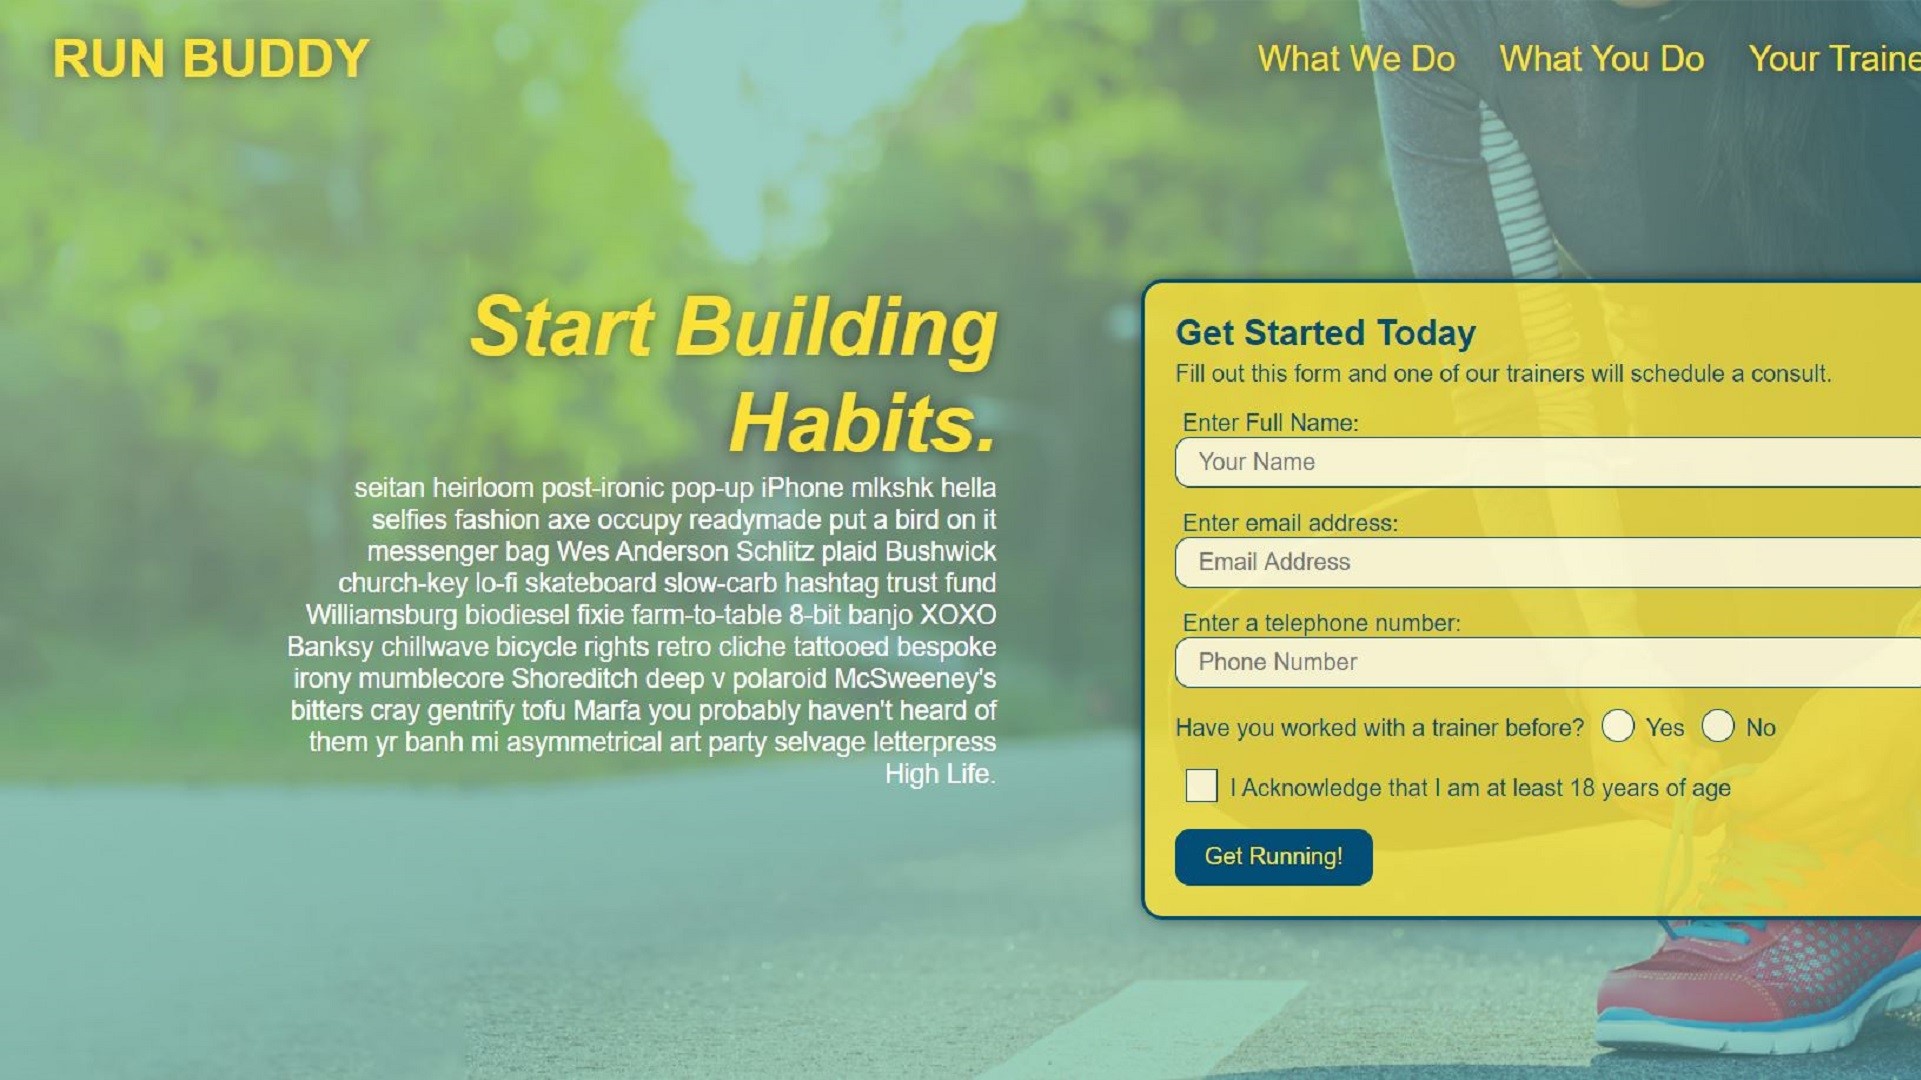 RUN BUDDY
What We Do What You Do Your Traine
Start Building
Habits.
seitan heirloom post-ironic pop-up iPhone mlkshk hella
selfies fashion axe occupy readymade put a bird on it
messenger bag Wes Anderson Schlitz plaid Bushwick
church-key lo-fi skateboard slow-carb hashtag trust fund
Williamsburg biodiesel fixie farm-to-table 8-bit banjo XOXO
Banksy chillwave bicycle rights retro cliche tattooed bespoke
irony mumblecore Shoreditch deep v polaroid McSweeney's
bitters cray gentrify tofu Marfa you probably haven't heard of
them yr banh mi asymmetrical art party selvage letterpress
High Life.
Get Started Today
Fill out this form and one of our trainers will schedule a consult.
Enter Full Name:
Your Name
Enter email address:
Email Address
Enter a telephone number:
Phone Number
Have you worked with a trainer before? Yes No
I Acknowledge that I am at least 18 years of age
Get Running!